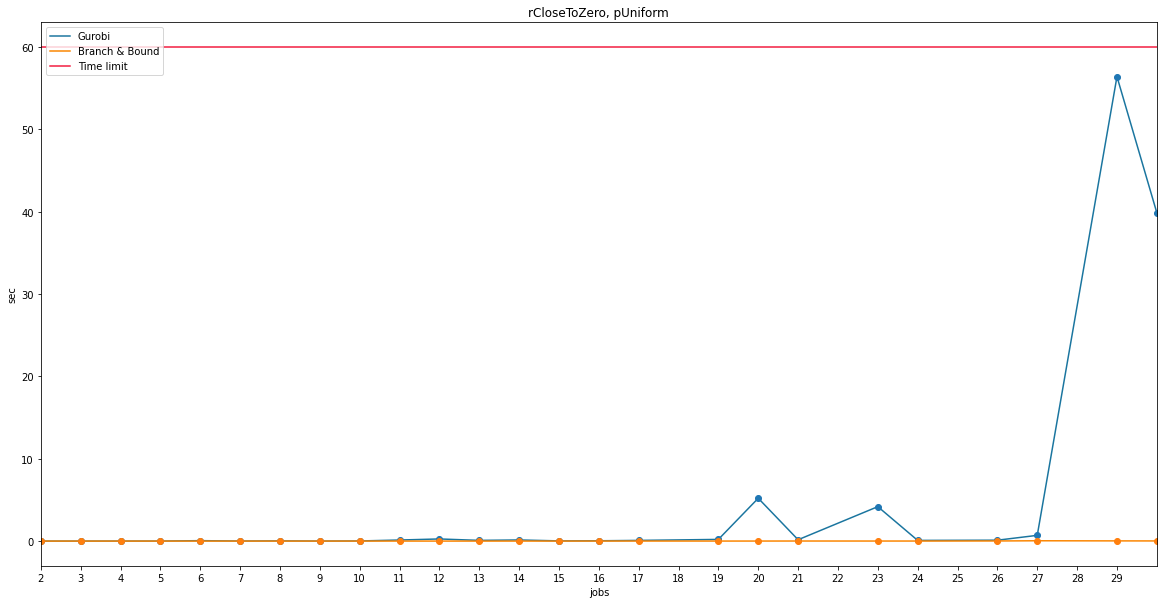 rCloseToZero, pUniform
Gurobi
Branch & Bound
Time limit
60
50
40
30
20
10
0
sec
2 3 4 5 6 7 8 9 10 11 12 13 14 15 16 17 18 19 20 21 22 23 24 25 26 27 28 29
jobs